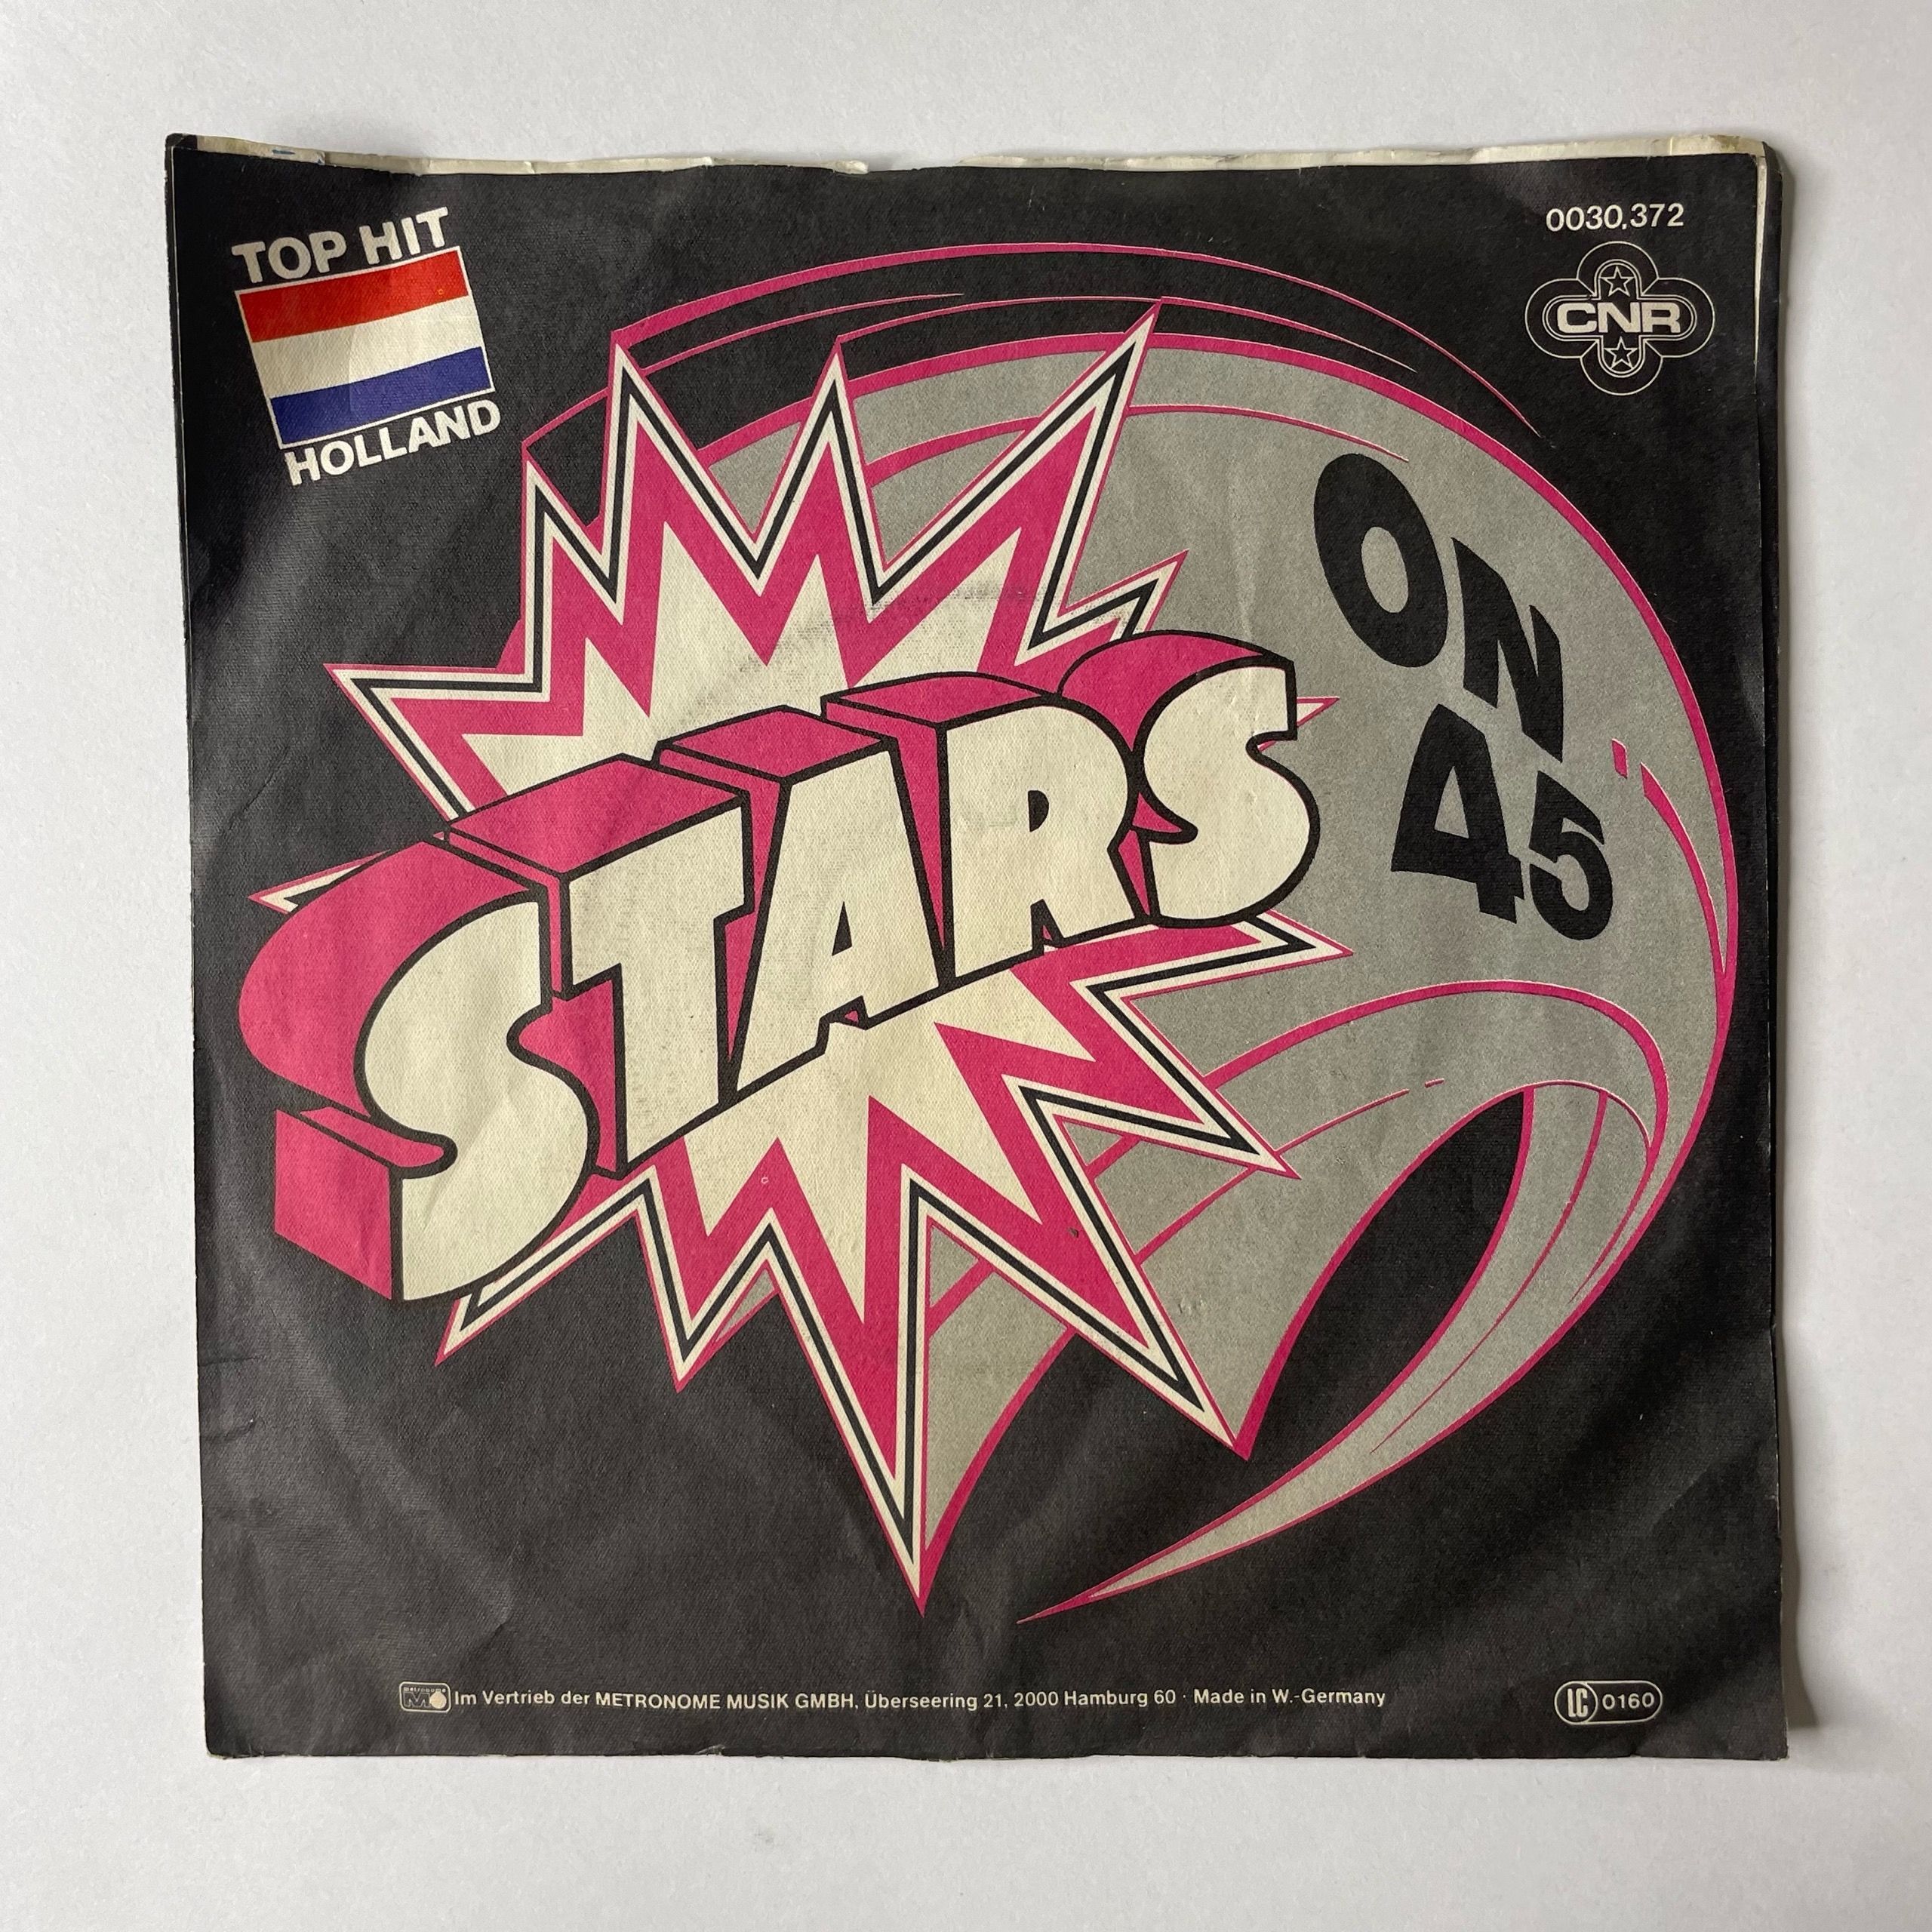 TOP HIT
HOLLAND
0030.372
CNR
STARS
ON
45
metronome
Im Vertrieb der METRONOME MUSIK GMBH, Überseering 21, 2000 Hamburg 60 · Made in W.-Germany
LC 0160